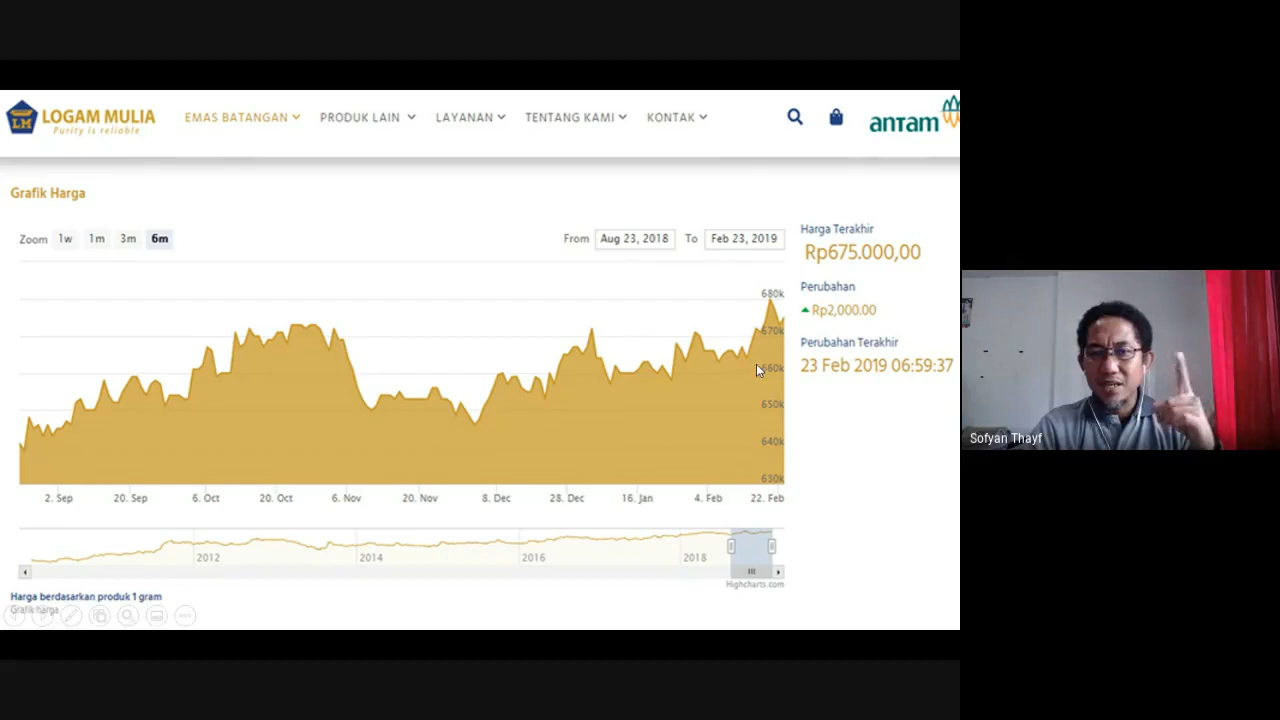 LOGAM MULIA
Purity is reliable
EMAS BATANGAN
PRODUK LAIN
LAYANAN
TENTANG KAMI
KONTAK
antam
Grafik Harga
Zoom 1w 1m 3m 6m
From Aug 23, 2018 To Feb 23, 2019
Harga Terakhir
Rp675.000,00
Perubahan
Rp2,000.00
Perubahan Terakhir
23 Feb 2019 06:59:37
680k
670k
660k
650k
640k
630k
2. Sep
20. Sep
6. Oct
20. Oct
6. Nov
20. Nov
8. Dec
28. Dec
16. Jan
4. Feb
22. Feb
2012
2014
2016
2018
Highcharts.com
Harga berdasarkan produk 1 gram
Grafik harga
Sofyan Thayf